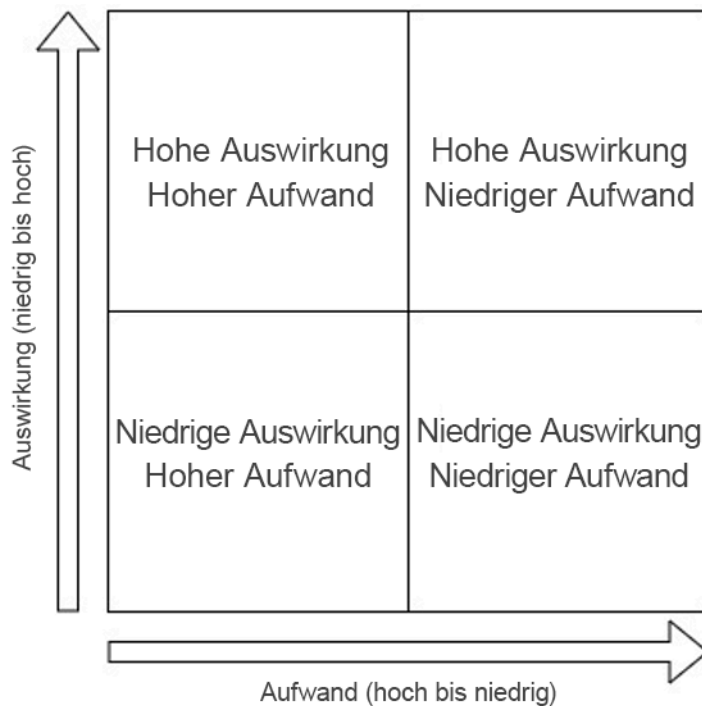 Auswirkung (niedrig bis hoch)
Hohe Auswirkung
Hoher Aufwand
Hohe Auswirkung
Niedriger Aufwand
Niedrige Auswirkung
Hoher Aufwand
Niedrige Auswirkung
Niedriger Aufwand
Aufwand (hoch bis niedrig)